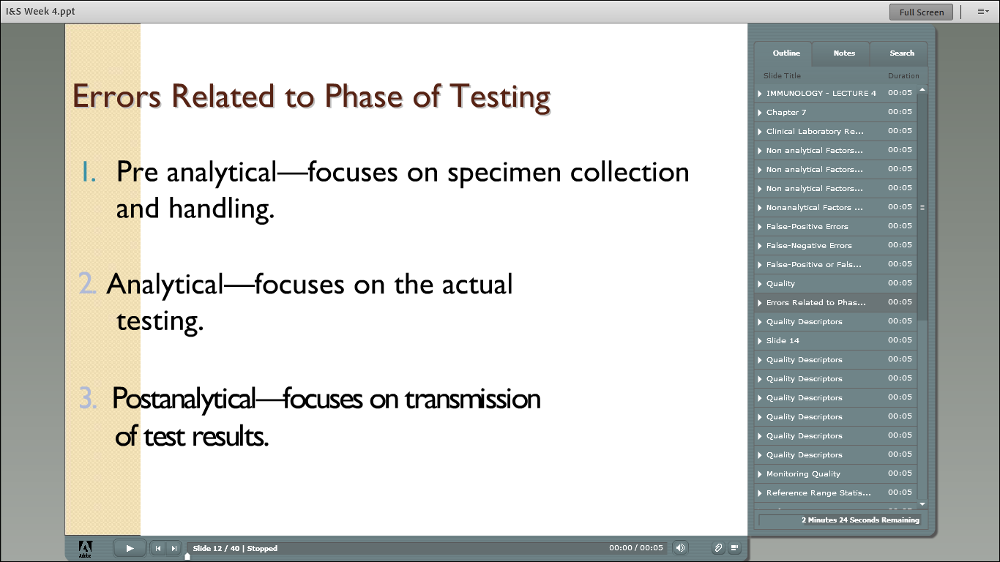 I&S Week 4.ppt
Full Screen
Errors Related to Phase of Testing
1. Pre analytical—focuses on specimen collection
and handling.
2. Analytical—focuses on the actual
testing.
3. Postanalytical—focuses on transmission
of test results.
Outline Notes Search
Slide Title Duration
IMMUNOLOGY - LECTURE 4 00:05
Chapter 7 00:05
Clinical Laboratory Re... 00:05
Non analytical Factors... 00:05
Non analytical Factors... 00:05
Non analytical Factors... 00:05
Nonanalytical Factors ... 00:05
False-Positive Errors 00:05
False-Negative Errors 00:05
False-Positive or Fals... 00:05
Quality 00:05
Errors Related to Phas... 00:05
Quality Descriptors 00:05
Slide 14 00:05
Quality Descriptors 00:05
Quality Descriptors 00:05
Quality Descriptors 00:05
Quality Descriptors 00:05
Quality Descriptors 00:05
Quality Descriptors 00:05
Monitoring Quality 00:05
Reference Range Statis... 00:05
2 Minutes 24 Seconds Remaining
Adobe
Slide 12 / 40 | Stopped 00:00 / 00:05